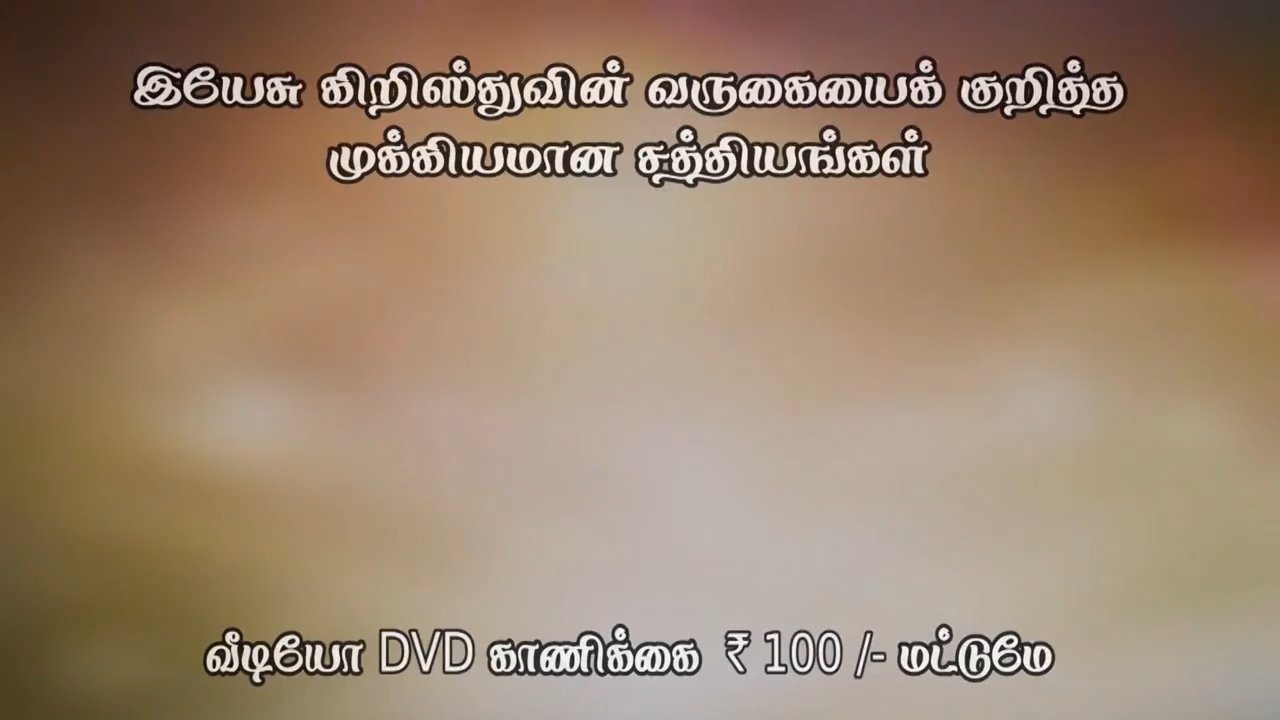 இயேசு கிறிஸ்துவின் வருகையைக் குறித்த
முக்கியமான சத்தியங்கள்
வீடியோ DVD காணிக்கை ₹ 100 /- மட்டுமே